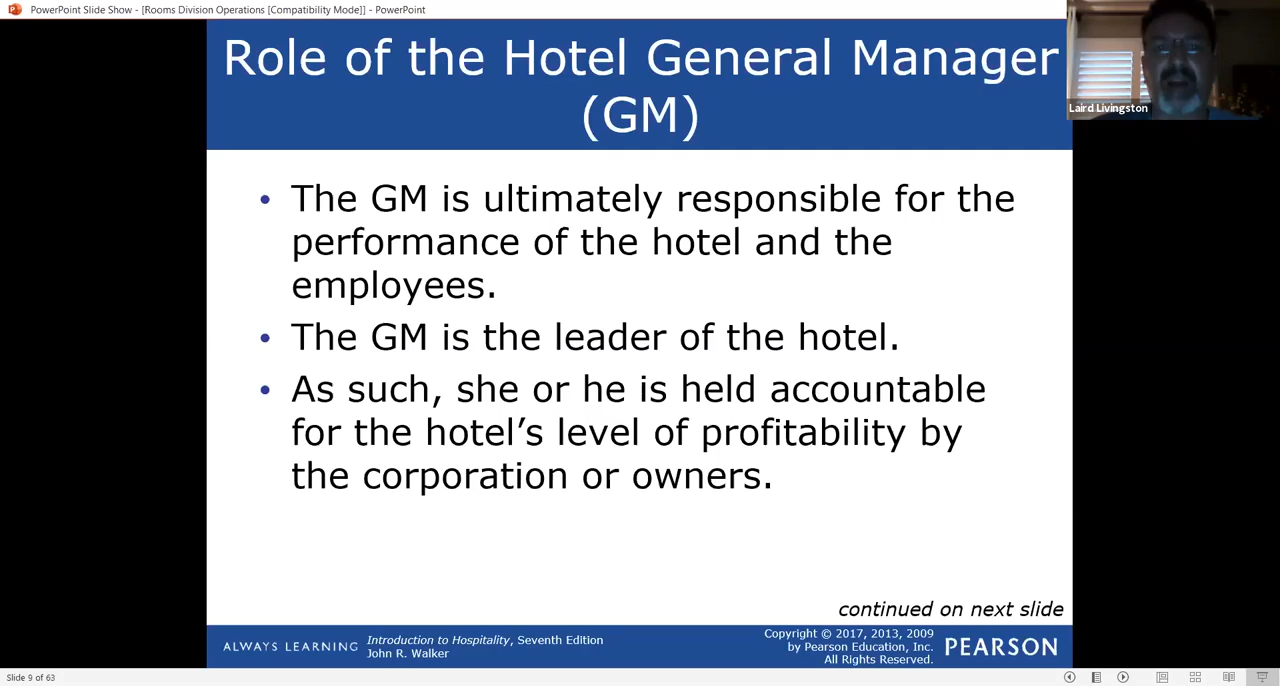 PowerPoint Slide Show - [Rooms Division Operations [Compatibility Mode]] - PowerPoint
Role of the Hotel General Manager
(GM)
Laird Livingston
• The GM is ultimately responsible for the
performance of the hotel and the
employees.
• The GM is the leader of the hotel.
• As such, she or he is held accountable
for the hotel’s level of profitability by
the corporation or owners.
continued on next slide
ALWAYS LEARNING
Introduction to Hospitality, Seventh Edition
John R. Walker
Copyright © 2017, 2013, 2009
by Pearson Education, Inc.
All Rights Reserved.
PEARSON
Slide 9 of 63